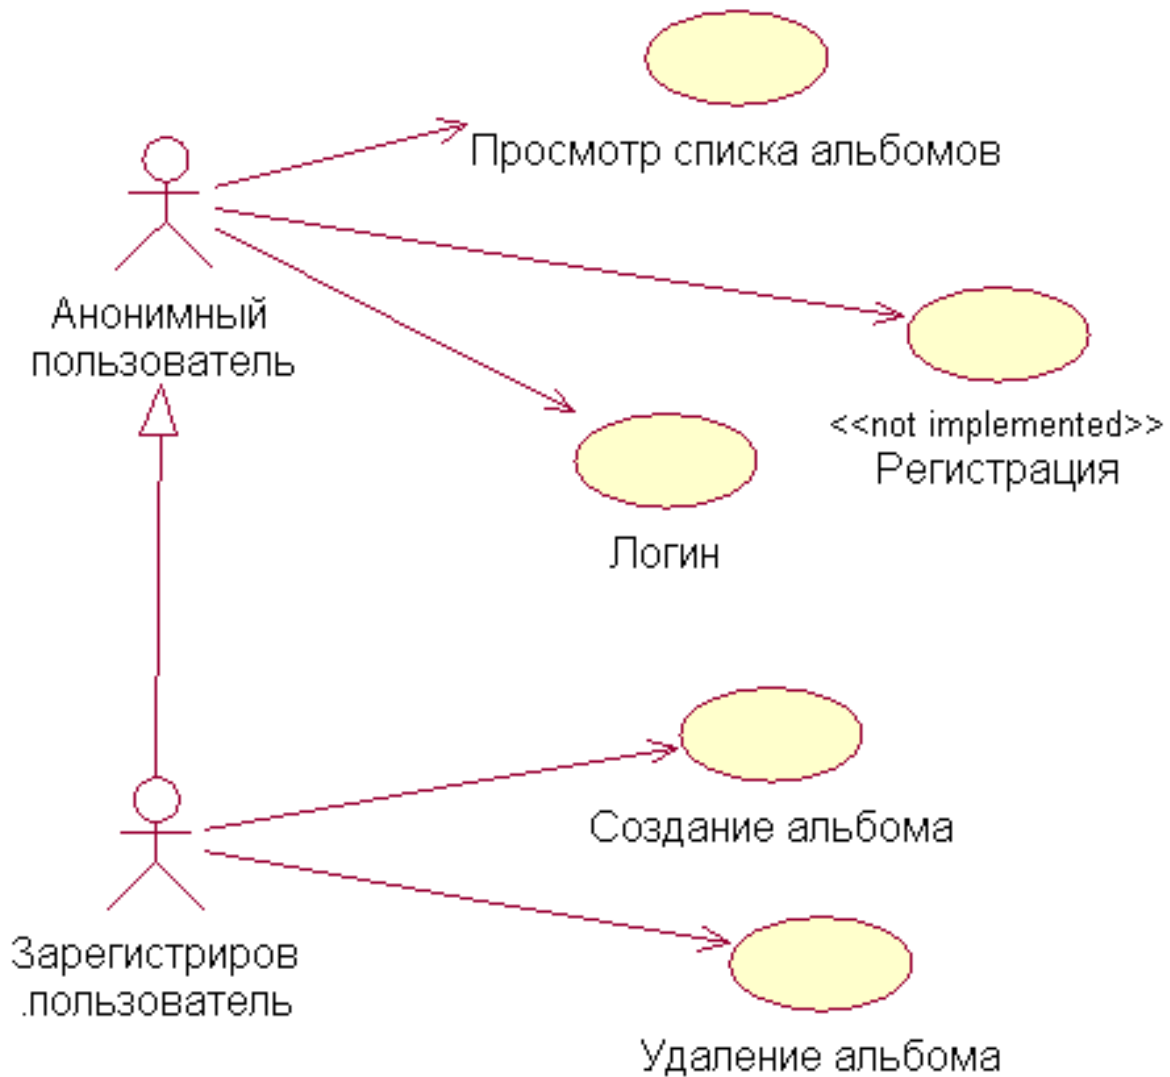 Просмотр списка альбомов
Анонимный
пользователь
<<not implemented>>
Регистрация
Логин
Создание альбома
Зарегистриров
.пользователь
Удаление альбома